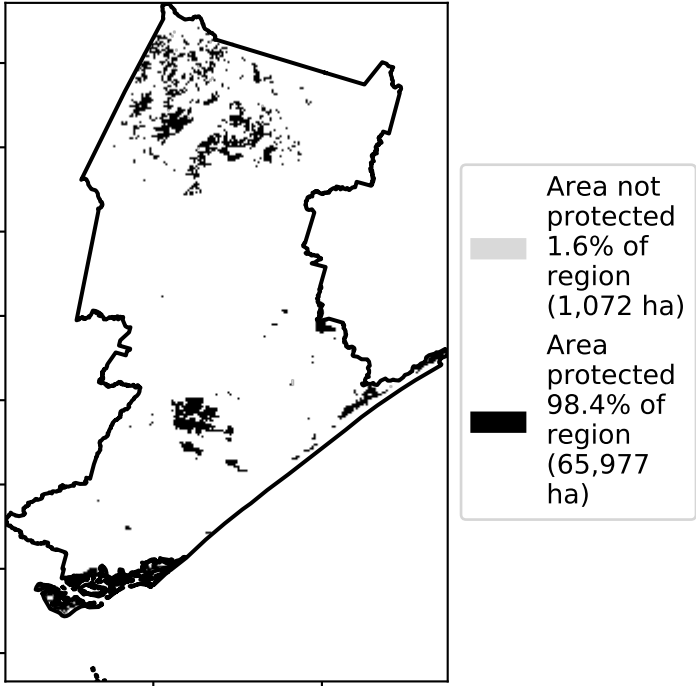 Area not
protected
1.6% of
region
(1,072 ha)
Area
protected
98.4% of
region
(65,977
ha)